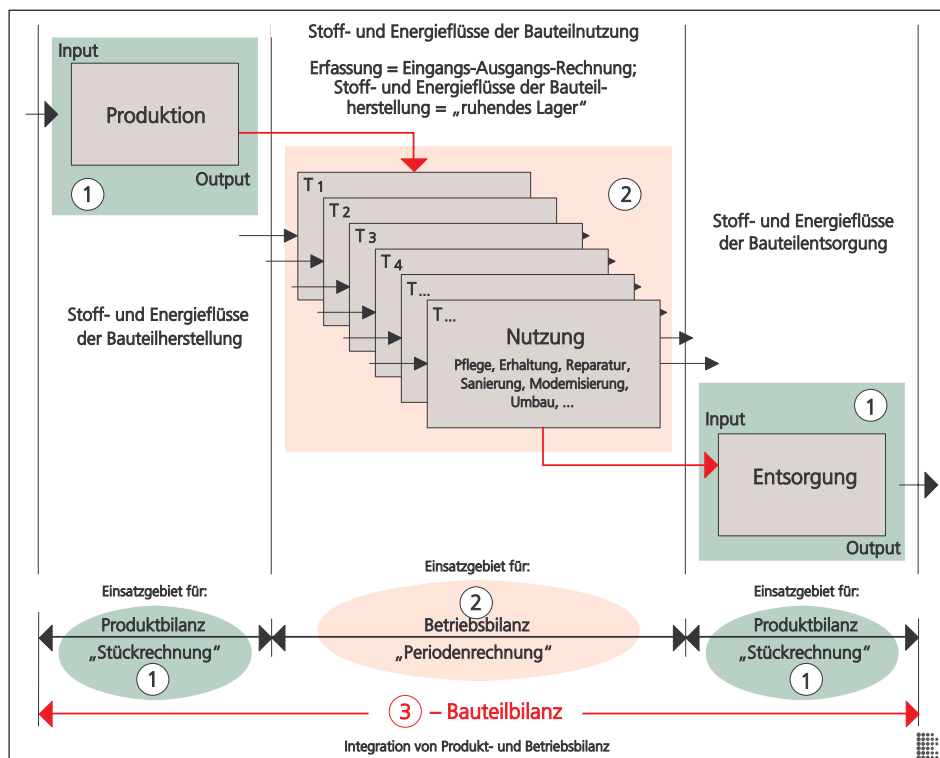 Stoff- und Energieflüsse der Bauteilnutzung
Erfassung = Eingangs-Ausgangs-Rechnung;
Stoff- und Energieflüsse der Bauteil-
herstellung = „ruhendes Lager“
Input
Produktion
Output
1
T 1
T 2
T 3
T 4
T...
T...
2
Nutzung
Pflege, Erhaltung, Reparatur,
Sanierung, Modernisierung,
Umbau, ...
Stoff- und Energieflüsse
der Bauteilherstellung
Stoff- und Energieflüsse
der Bauteilentsorgung
1
Input
Entsorgung
Output
Einsatzgebiet für:
Produktbilanz
„Stückrechnung“
1
Einsatzgebiet für:
2
Betriebsbilanz
„Periodenrechnung“
Einsatzgebiet für:
Produktbilanz
„Stückrechnung“
1
3 – Bauteilbilanz
Integration von Produkt- und Betriebsbilanz